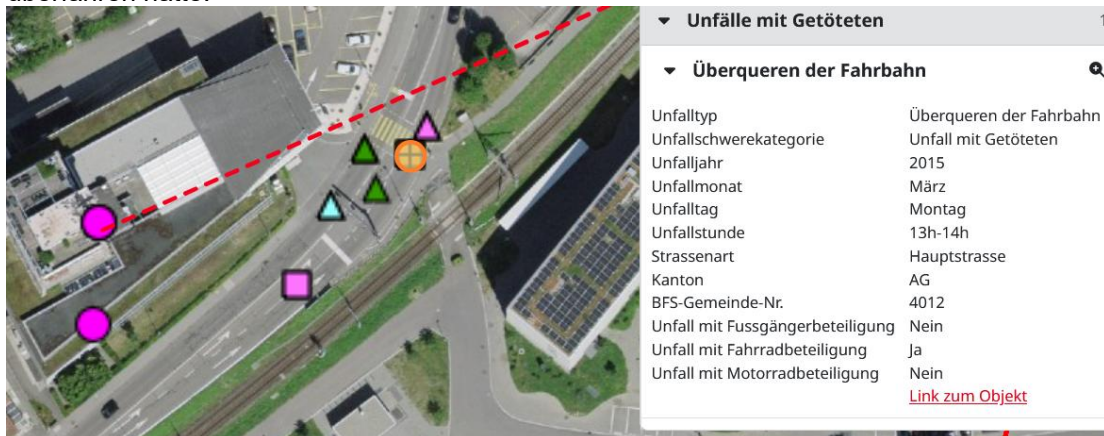 Unfälle mit Getöteten
Überqueren der Fahrbahn
Unfalltyp Überqueren der Fahrbahn
Unfallschwerekategorie Unfall mit Getöteten
Unfalljahr 2015
Unfallmonat März
Unfalltag Montag
Unfallstunde 13h-14h
Strassenart Hauptstrasse
Kanton AG
BFS-Gemeinde-Nr. 4012
Unfall mit Fussgängerbeteiligung Nein
Unfall mit Fahrradbeteiligung Ja
Unfall mit Motorradbeteiligung Nein
Link zum Objekt